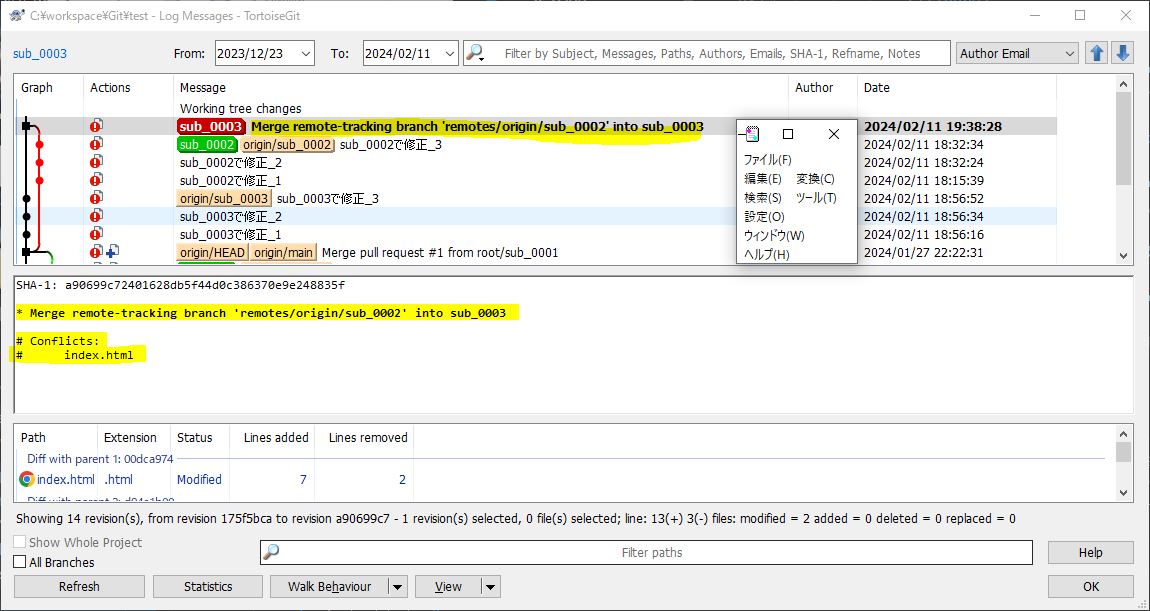 C:¥workspace¥Git¥test - Log Messages - TortoiseGit
sub_0003 From: 2023/12/23 To: 2024/02/11 Filter by Subject, Messages, Paths, Authors, Emails, SHA-1, Refname, Notes Author Email
Graph Actions Message Author Date
Working tree changes
sub_0003 Merge remote-tracking branch 'remotes/origin/sub_0002' into sub_0003 2024/02/11 19:38:28
sub_0002 origin/sub_0002 sub_0002で修正_3 2024/02/11 18:32:34
sub_0002で修正_2 2024/02/11 18:32:24
sub_0002で修正_1 2024/02/11 18:15:39
origin/sub_0003 sub_0003で修正_3 2024/02/11 18:56:52
sub_0003で修正_2 2024/02/11 18:56:34
sub_0003で修正_1 2024/02/11 18:56:16
origin/HEAD origin/main Merge pull request #1 from root/sub_0001 2024/01/27 22:22:31
ファイル(F)
編集(E) 変換(C)
検索(S) ツール(T)
設定(O)
ウィンドウ(W)
ヘルプ(H)
SHA-1: a90699c72401628db5f44d0c386370e9e248835f
* Merge remote-tracking branch 'remotes/origin/sub_0002' into sub_0003
# Conflicts:
# index.html
Path Extension Status Lines added Lines removed
Diff with parent 1: 00dca974
index.html .html Modified 7 2
Diff with parent 2:
Showing 14 revision(s), from revision 175f5bca to revision a90699c7 - 1 revision(s) selected, 0 file(s) selected; line: 13(+) 3(-) files: modified = 2 added = 0 deleted = 0 replaced = 0
Show Whole Project
Filter paths
Help
All Branches
Refresh Statistics Walk Behaviour View OK